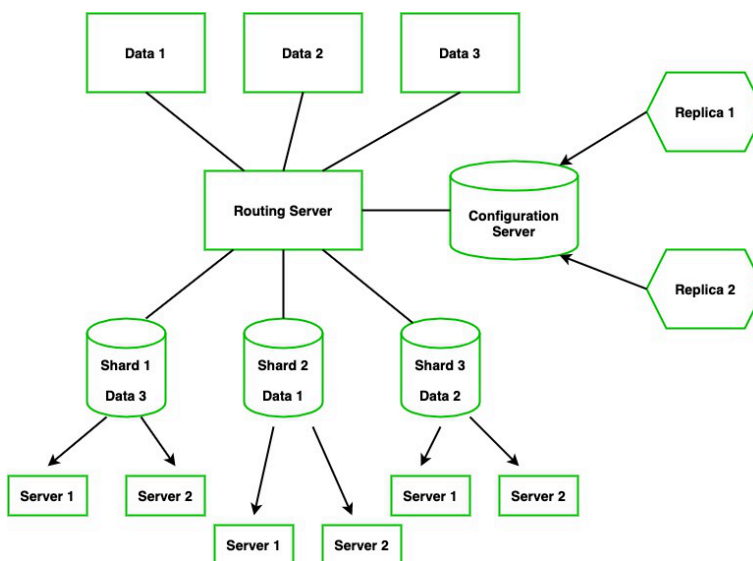 Data 1
Data 2
Data 3
Replica 1
Routing Server
Configuration
Server
Replica 2
Shard 1
Data 3
Shard 2
Data 1
Shard 3
Data 2
Server 1
Server 2
Server 1
Server 2
Server 1
Server 2